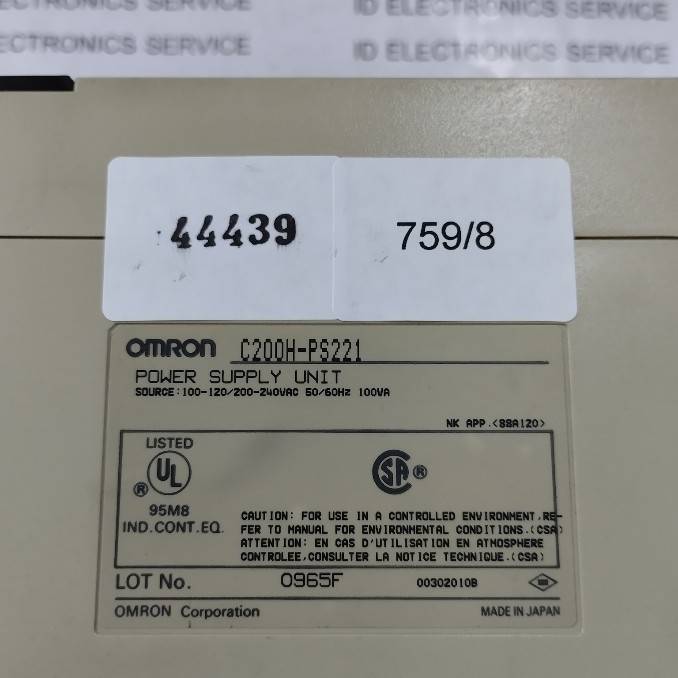 ELECTRONICS SERVICE ID ELECTRONICS SERVICE
ECTRONICS SERVICE ID ELECTRONICS SERVICE
44439 759/8
OMRON C200H-PS221
POWER SUPPLY UNIT
SOURCE:100-120/200-240VAC 50/60Hz 100VA
NK APP.<88A120>
LISTED
UL ® SA ®
95M8
IND.CONT.EQ.
CAUTION: FOR USE IN A CONTROLLED ENVIRONMENT.RE-
FER TO MANUAL FOR ENVIRONMENTAL CONDITIONS.(CSA)
ATTENTION: EN CAS D'UTILISATION EN ATMOSPHERE
CONTROLEE,CONSULTER LA NOTICE TECHNIQUE.(CSA)
LOT No. 0965F 00302010B
OMRON Corporation MADE IN JAPAN